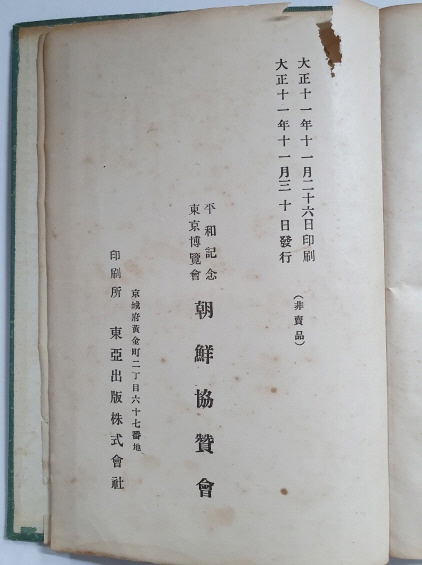 大正十一年十一月二十六日印刷
大正十一年十一月三十日發行
(非賣品)
平和記念
東京博覽會
朝鮮協贊會
京城府黃金町二丁目六十七番地
印刷所 東亞出版株式會社